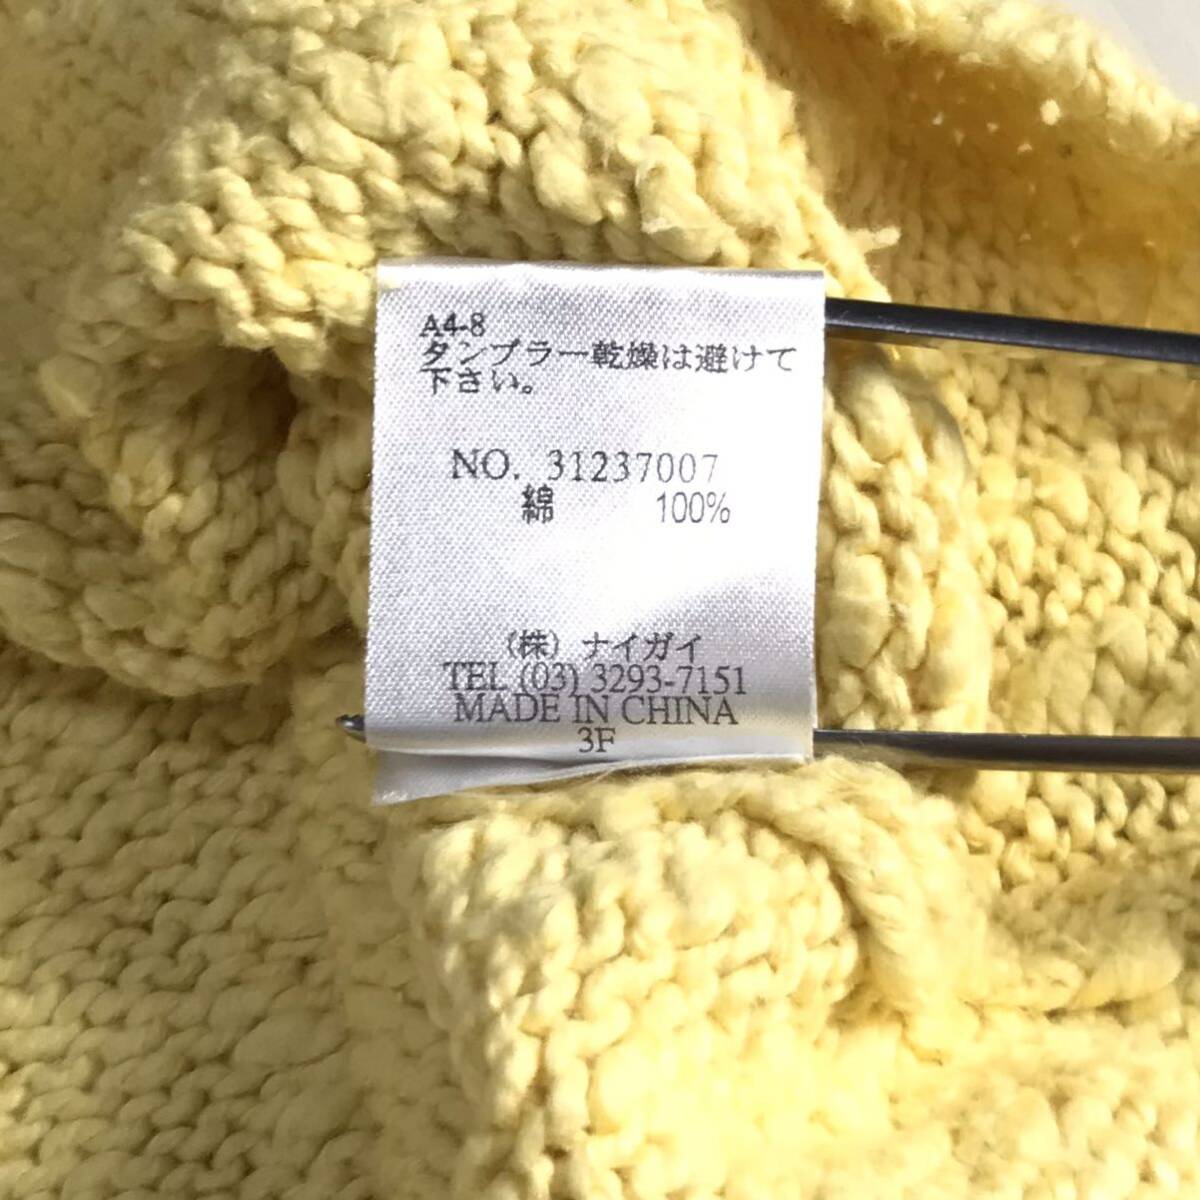 A4-8
タンブラー乾燥は避けて
下さい。
NO. 31237007
綿 100%
(株) ナイガイ
TEL (03) 3293-7151
MADE IN CHINA
3F